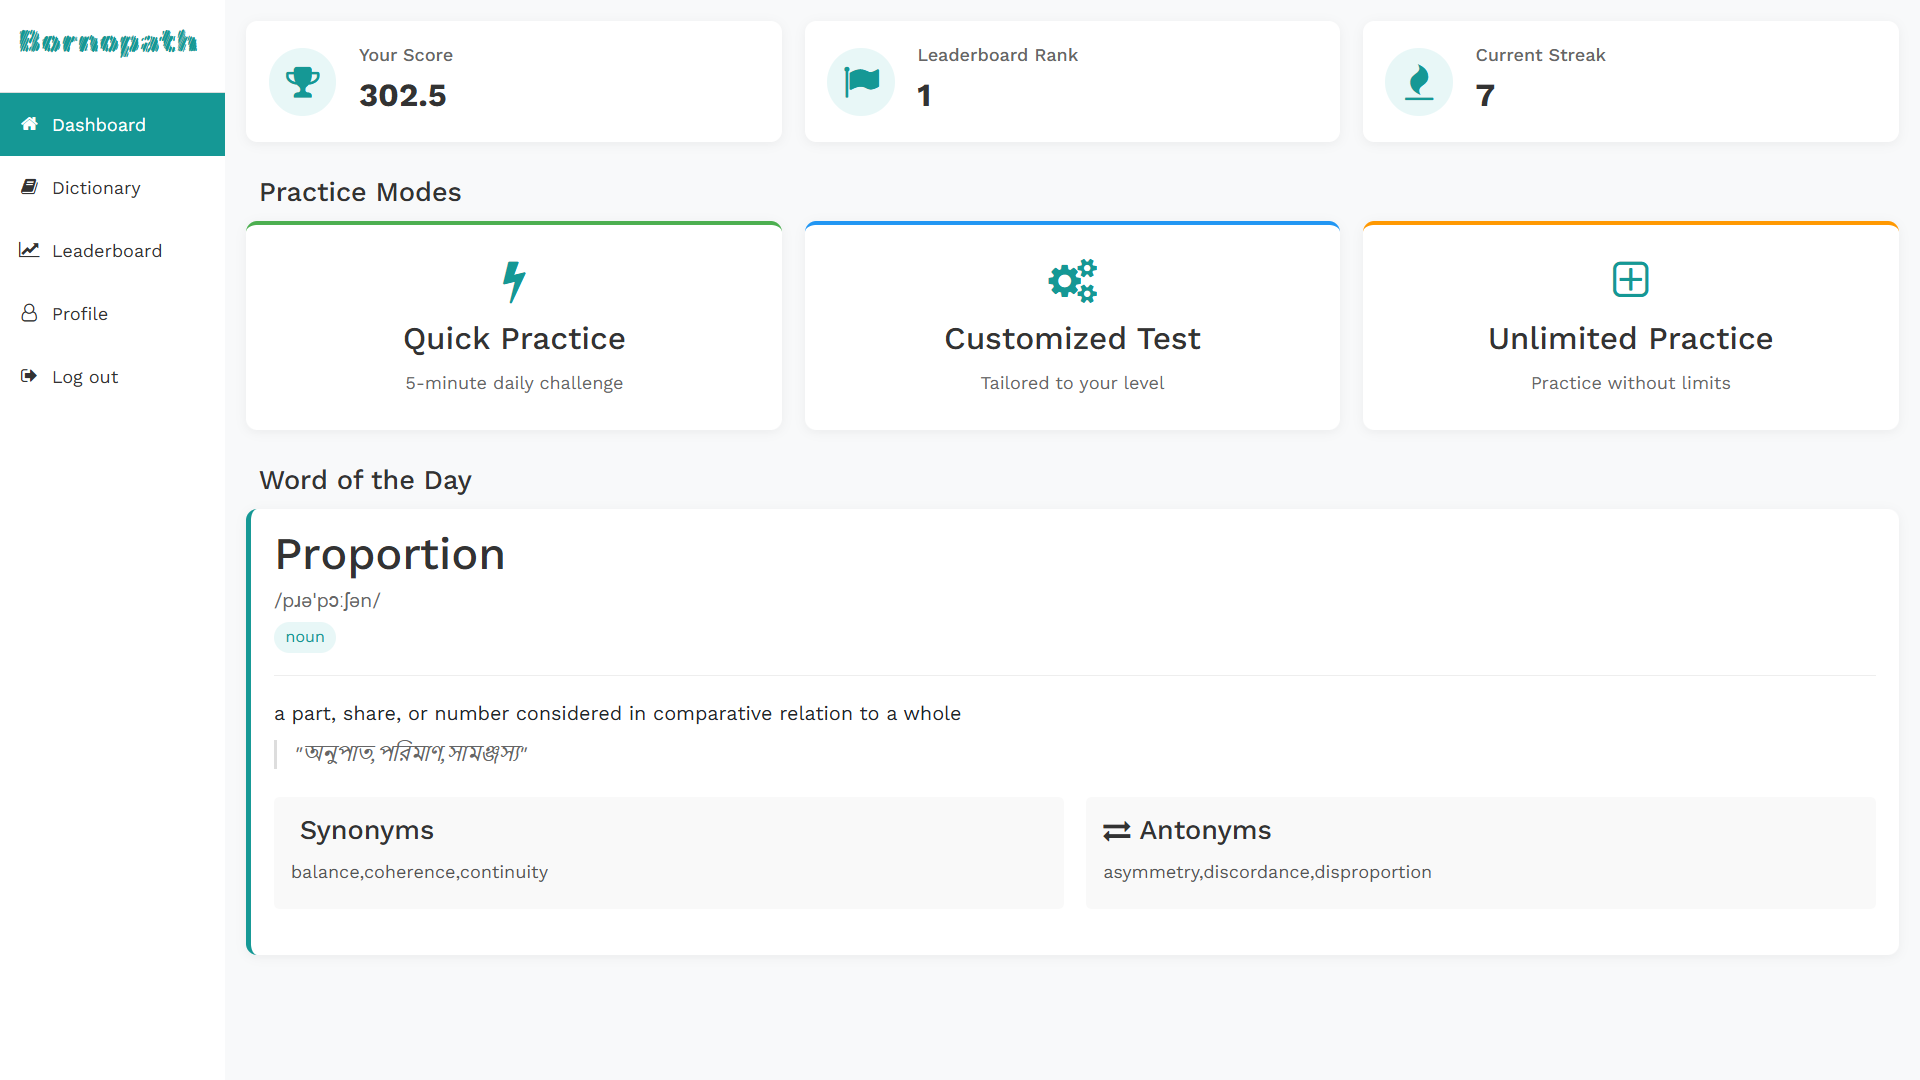 Bornopath
Dashboard
Dictionary
Leaderboard
Profile
Log out
Your Score
302.5
Leaderboard Rank
1
Current Streak
7
Practice Modes
Quick Practice
5-minute daily challenge
Customized Test
Tailored to your level
Unlimited Practice
Practice without limits
Word of the Day
Proportion
/pɹəˈpɔːʃən/
noun
a part, share, or number considered in comparative relation to a whole
"অনুপাত,পরিমাণ,সামঞ্জস্য"
Synonyms
balance,coherence,continuity
Antonyms
asymmetry,discordance,disproportion